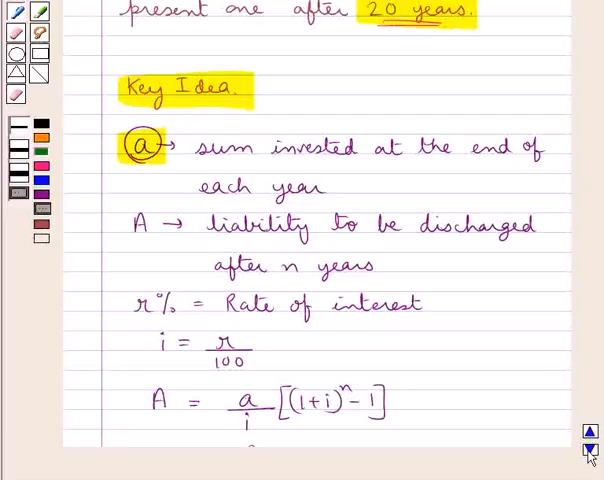 present one after 20 years.
Key Idea.
a → sum invested at the end of
each year
A → liability to be discharged
after n years
r% = Rate of interest
i = r/100
A = a/i [(1+i)^n - 1]